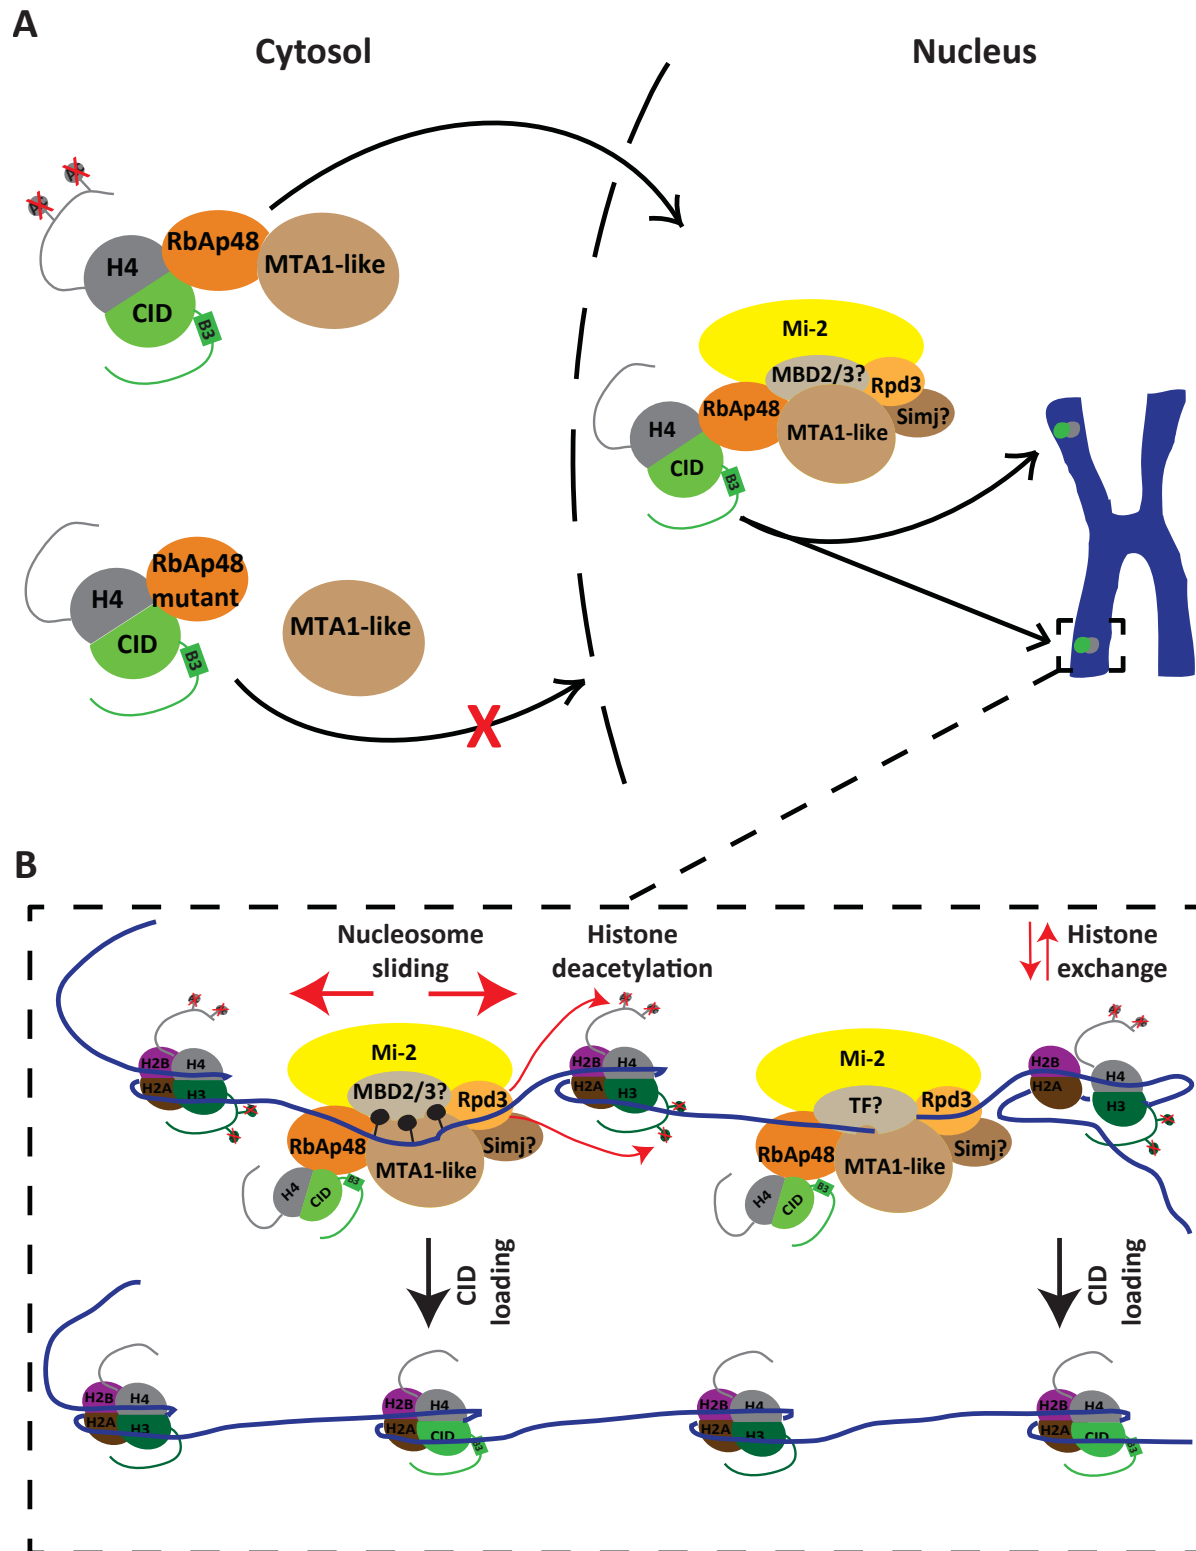 A
Cytosol
Nucleus
RbAp48
MTA1-like
H4
CID
B3
Mi-2
MBD2/3?
Rpd3
RbAp48
Simj?
MTA1-like
H4
CID
B3
RbAp48
mutant
H4
MTA1-like
CID
B3
X
B
Nucleosome
sliding
Histone
deacetylation
Histone
exchange
H2B
H4
H2A
H3
Mi-2
MBD2/3?
Rpd3
RbAp48
Simj?
MTA1-like
H4
CID
B3
H2B
H4
H2A
H3
Mi-2
TF?
Rpd3
RbAp48
Simj?
MTA1-like
H4
CID
B3
H2B
H2A
H4
H3
CID
loading
CID
loading
H2B
H4
H2A
H3
H2B
H4
H2A
CID
B3
H2B
H4
H2A
H3
H2B
H4
H2A
CID
B3